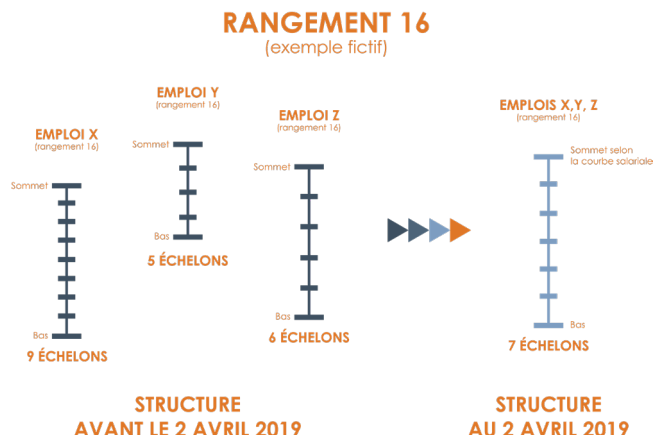 RANGEMENT 16
(exemple fictif)
EMPLOI X
(rangement 16)
Sommet
Bas
9 ÉCHELONS
EMPLOI Y
(rangement 16)
Sommet
Bas
5 ÉCHELONS
EMPLOI Z
(rangement 16)
Sommet
Bas
6 ÉCHELONS
EMPLOIS X,Y, Z
(rangement 16)
Sommet selon
la courbe salariale
Bas
7 ÉCHELONS
STRUCTURE
AVANT LE 2 AVRIL 2019
STRUCTURE
AU 2 AVRIL 2019